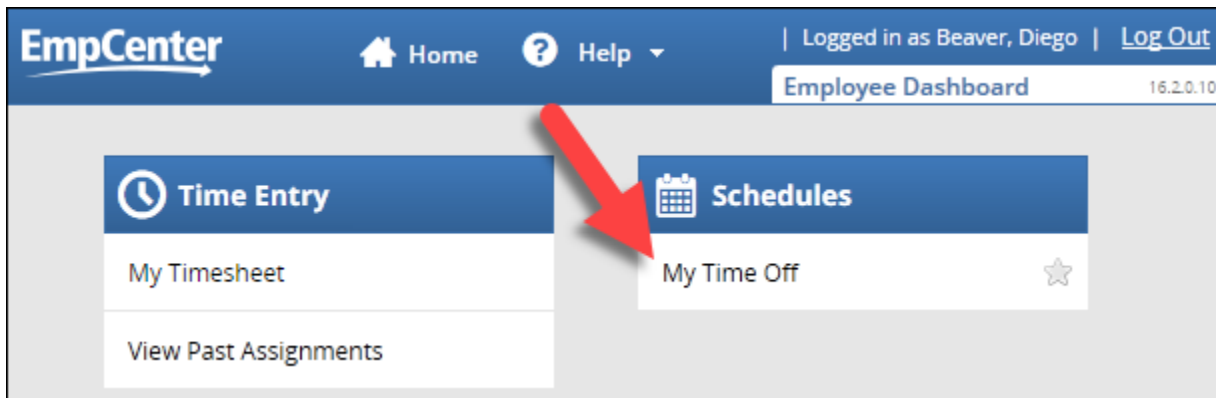 EmpCenter
Home
Help
| Logged in as Beaver, Diego | Log Out
Employee Dashboard
16.2.0.10
Time Entry
My Timesheet
View Past Assignments
Schedules
My Time Off